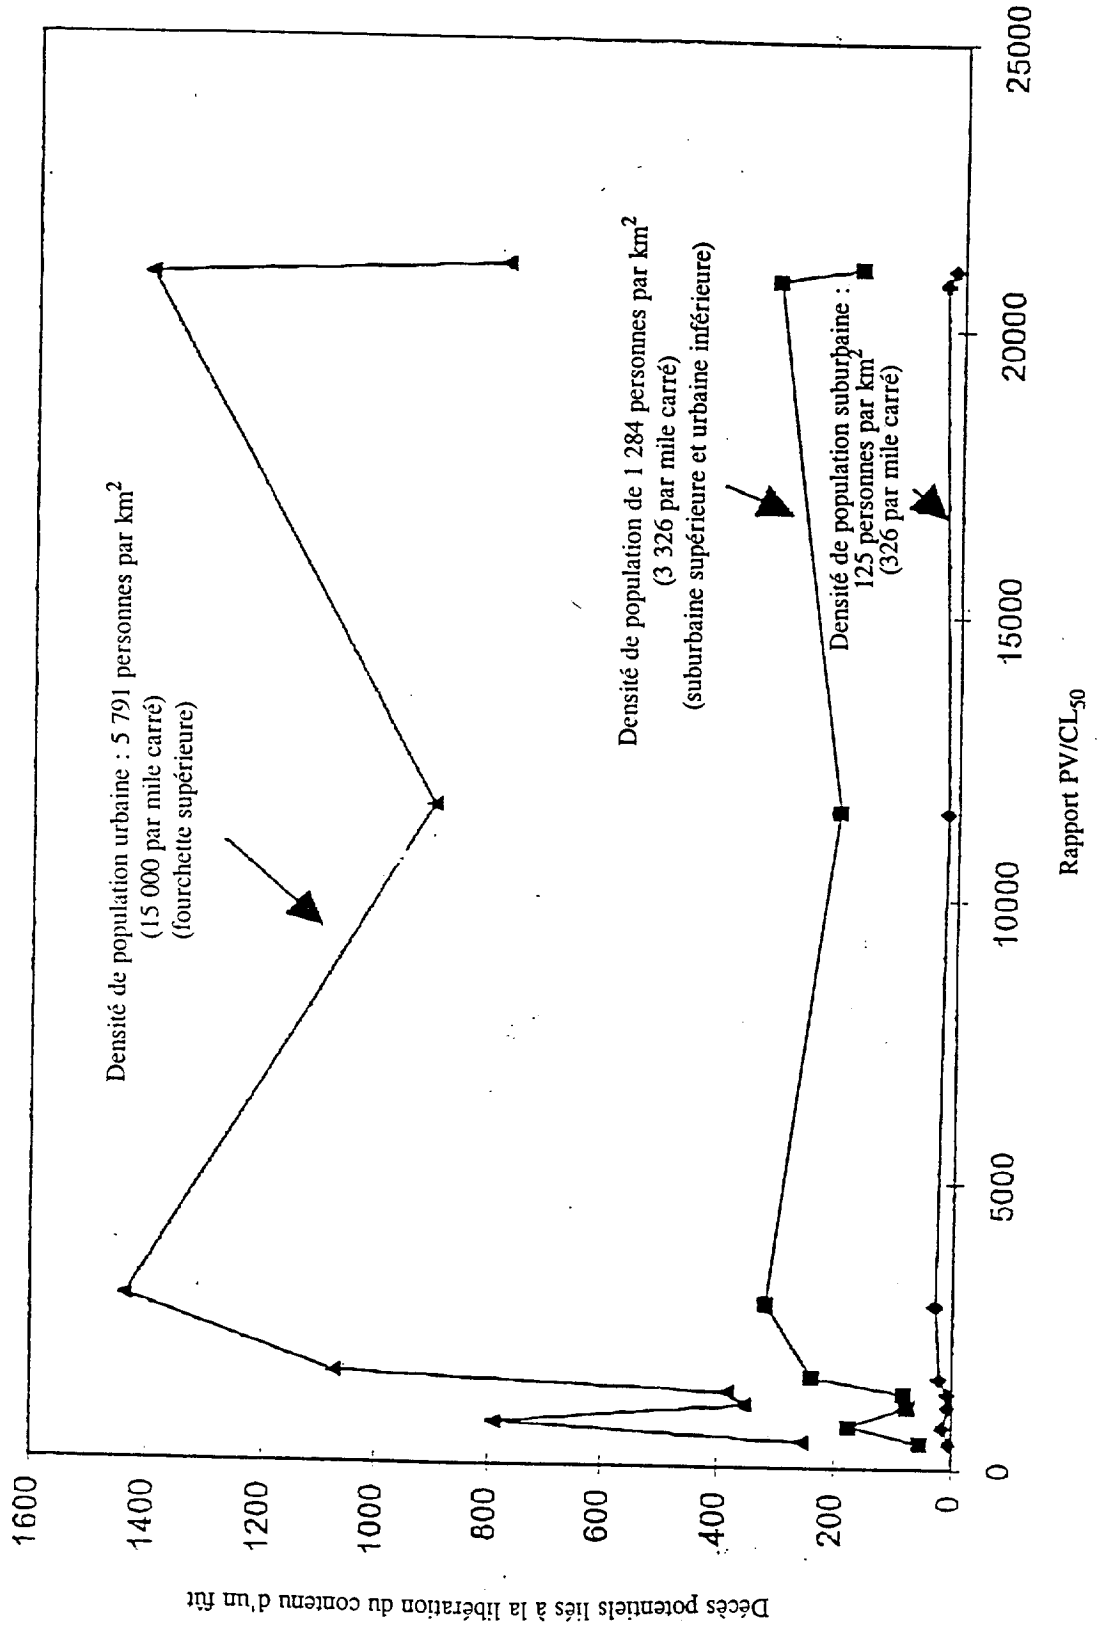 Décès potentiels liés à la libération du contenu d'un fût
1600
1400
1200
1000
800
600
400
200
0
Densité de population urbaine : 5 791 personnes par km²
(15 000 par mile carré)
(fourchette supérieure)
Densité de population de 1 284 personnes par km²
(3 326 par mile carré)
(suburbaine supérieure et urbaine inférieure)
Densité de population suburbaine :
125 personnes par km²
(326 par mile carré)
0
5000
10000
15000
20000
25000
Rapport PV/CL₅₀